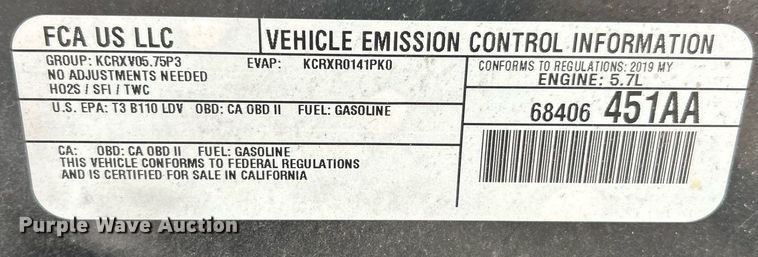 FCA US LLC
VEHICLE EMISSION CONTROL INFORMATION
GROUP: KCRXV05.75P3 EVAP: KCRXR0141PK0
NO ADJUSTMENTS NEEDED
HO2S / SFI / TWC
CONFORMS TO REGULATIONS: 2019 MY
ENGINE: 5.7L
U.S. EPA: T3 B110 LDV OBD: CA OBD II FUEL: GASOLINE
68406 451AA
CA: OBD: CA OBD II FUEL: GASOLINE
THIS VEHICLE CONFORMS TO FEDERAL REGULATIONS
AND IS CERTIFIED FOR SALE IN CALIFORNIA
Purple Wave Auction